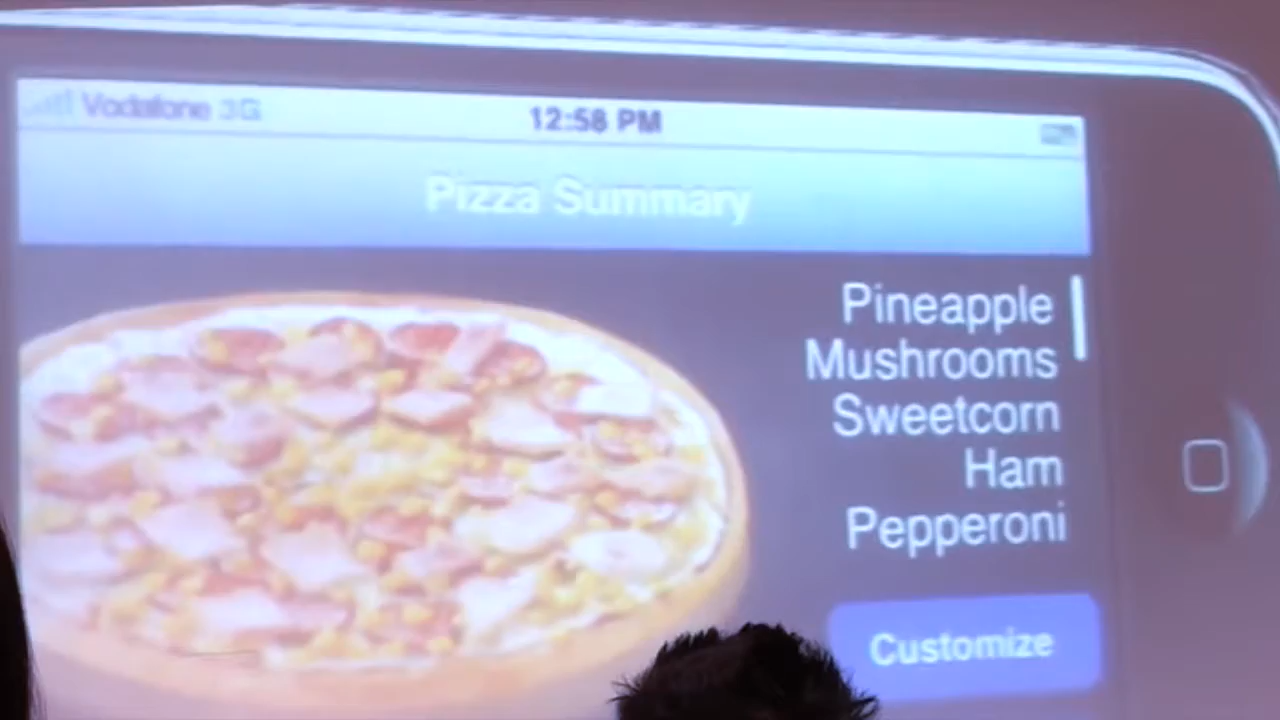 Vodafone 3G
12:58 PM
Pizza Summary
Pineapple
Mushrooms
Sweetcorn
Ham
Pepperoni
Customize